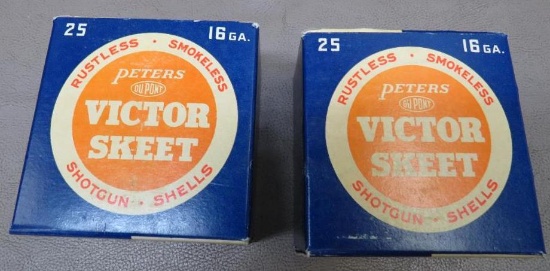 25 16 GA.
RUSTLESS · SMOKELESS
PETERS
DU PONT
VICTOR
SKEET
SHOTGUN · SHELLS
25 16 GA.
RUSTLESS · SMOKELESS
PETERS
DU PONT
VICTOR
SKEET
SHOTGUN · SHELLS